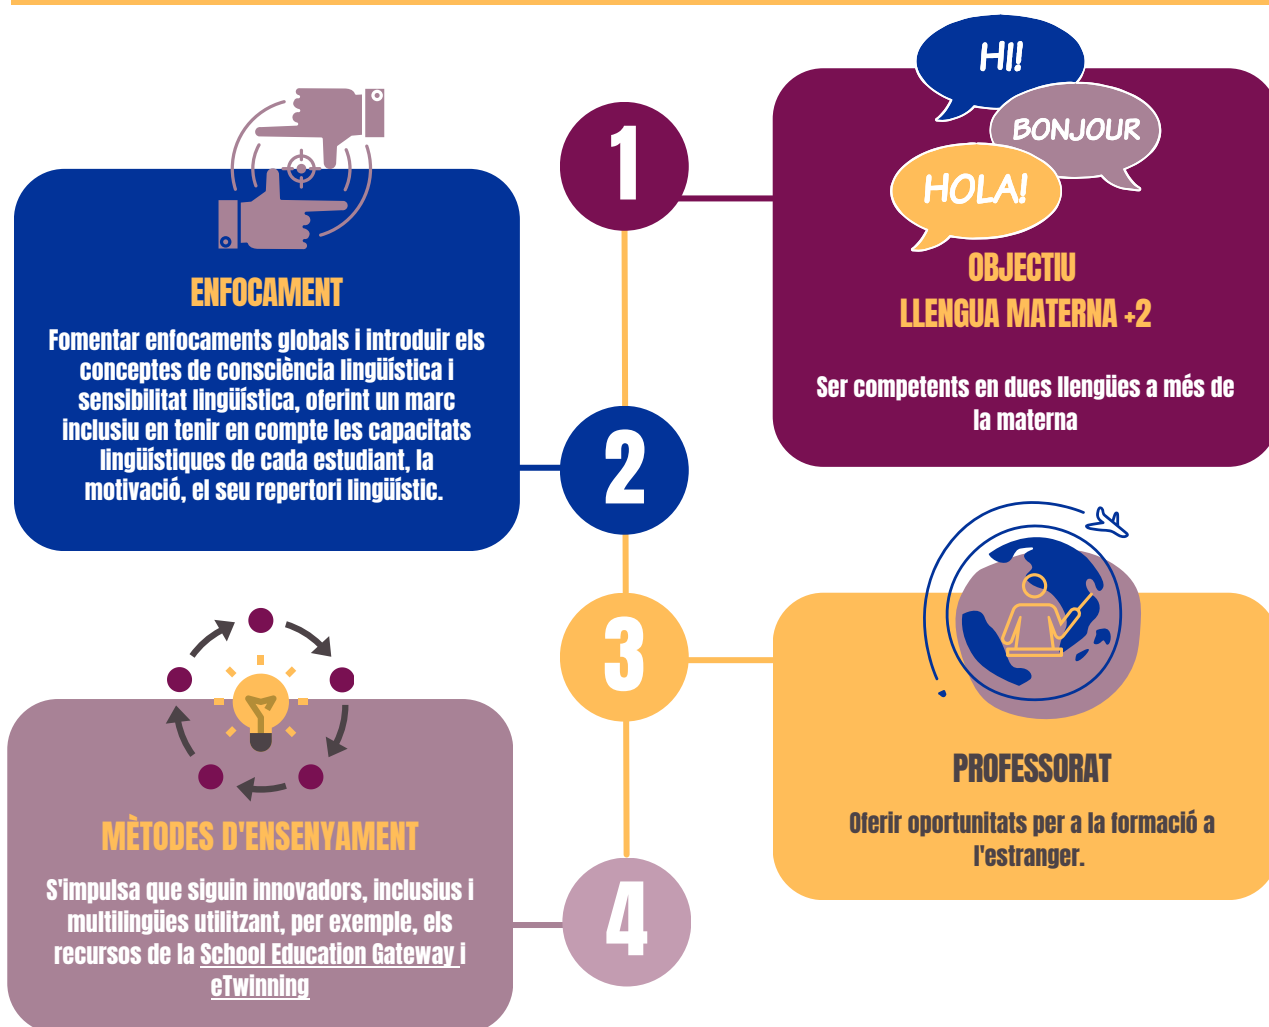 HI!
BONJOUR
HOLA!
1
OBJECTIU
LLENGUA MATERNA +2
Ser competents en dues llengües a més de
la materna
ENFOCAMENT
Fomentar enfocaments globals i introduir els
conceptes de consciència lingüística i
sensibilitat lingüística, oferint un marc
inclusiu en tenir en compte les capacitats
lingüístiques de cada estudiant, la
motivació, el seu repertori lingüístic.
2
3
PROFESSORAT
Oferir oportunitats per a la formació a
l'estranger.
MÈTODES D'ENSENYAMENT
S'impulsa que siguin innovadors, inclusius i
multilingües utilitzant, per exemple, els
recursos de la School Education Gateway i
eTwinning
4